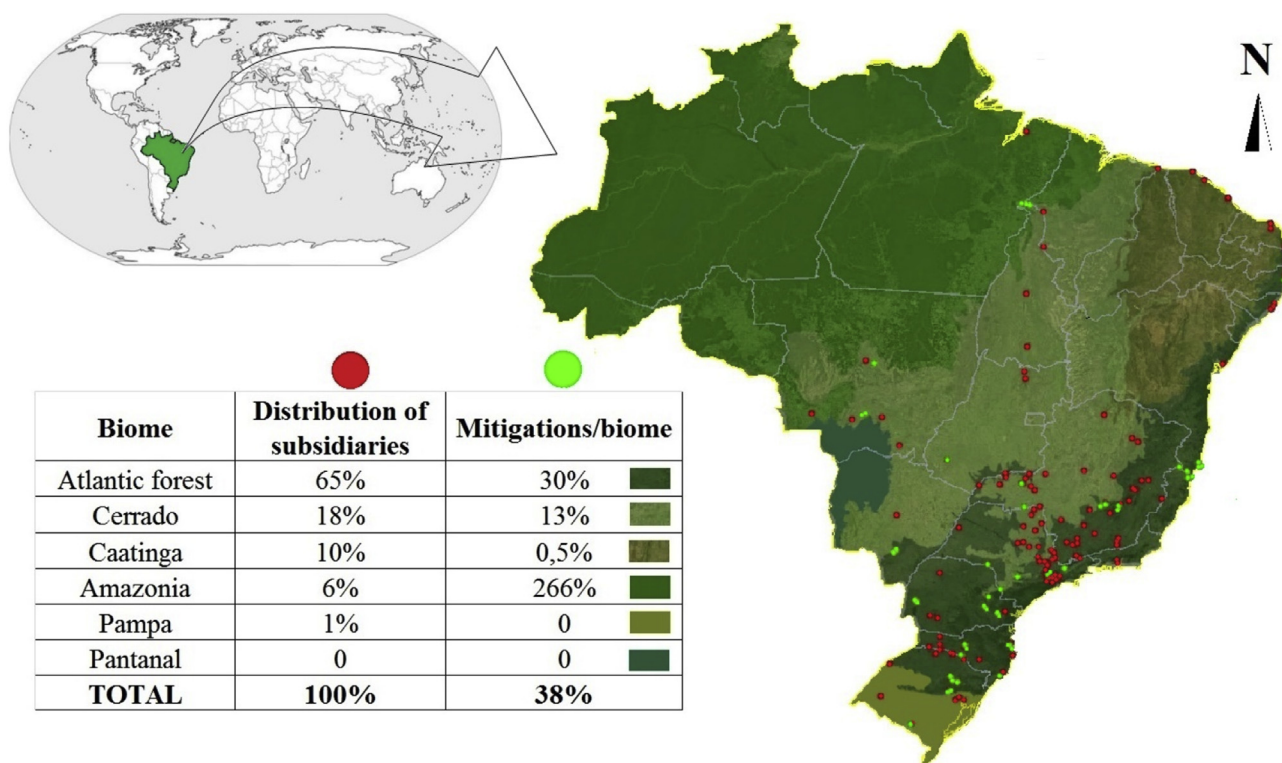 N
Biome Distribution of subsidiaries Mitigations/biome
Atlantic forest 65% 30%
Cerrado 18% 13%
Caatinga 10% 0,5%
Amazonia 6% 266%
Pampa 1% 0
Pantanal 0 0
TOTAL 100% 38%